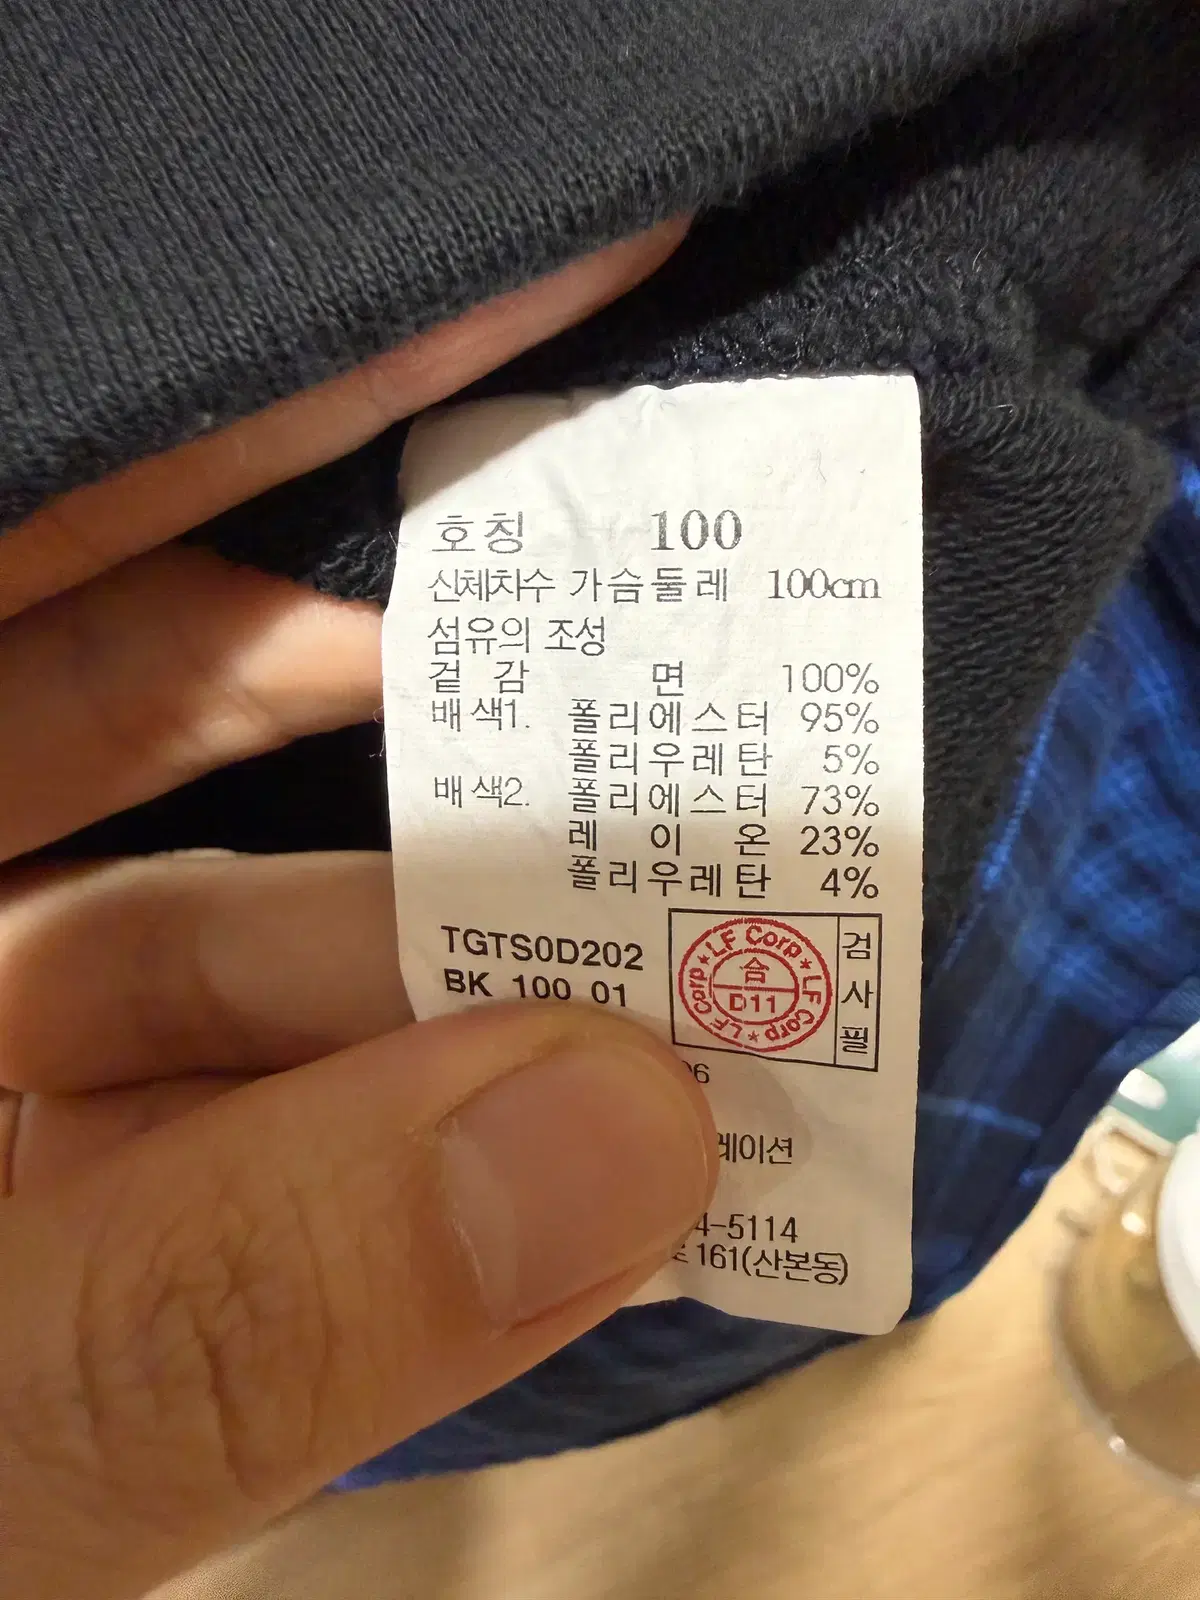 호칭 100
신체치수 가슴둘레 100cm
섬유의 조성
겉감 면 100%
배색1. 폴리에스터 95%
폴리우레탄 5%
배색2. 폴리에스터 73%
레이온 23%
폴리우레탄 4%
TGTS0D202
BK 100 01
LF Corp * LF Corp * LF Corp *
合
D11
검사필
06
레이션
4-5114
161(산본동)